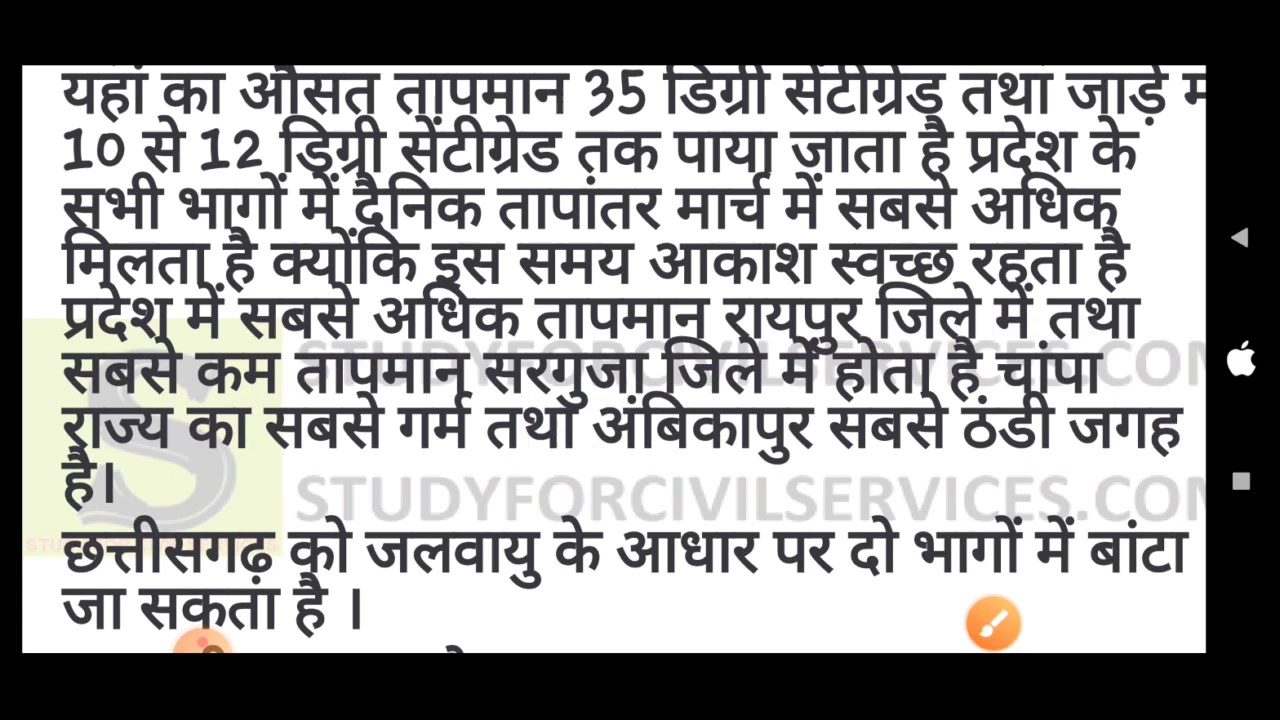 यहां का औसत तापमान 35 डिग्री सेंटीग्रेड तथा जाड़े
10 से 12 डिग्री सेंटीग्रेड तक पाया जाता है प्रदेश के
सभी भागों में दैनिक तापांतर मार्च में सबसे अधिक
मिलता है क्योंकि इस समय आकाश स्वच्छ रहता है
प्रदेश में सबसे अधिक तापमान रायपुर जिले में तथा
सबसे कम तापमान सरगुजा जिले में होता है चांपा
STUDYFORCIVILSERVICES.COM
राज्य का सबसे गर्म तथा अंबिकापुर सबसे ठंडी जगह
है।
STUDYFORCIVILSERVICES.COM
छत्तीसगढ़ को जलवायु के आधार पर दो भागों में बांटा
जा सकता है ।